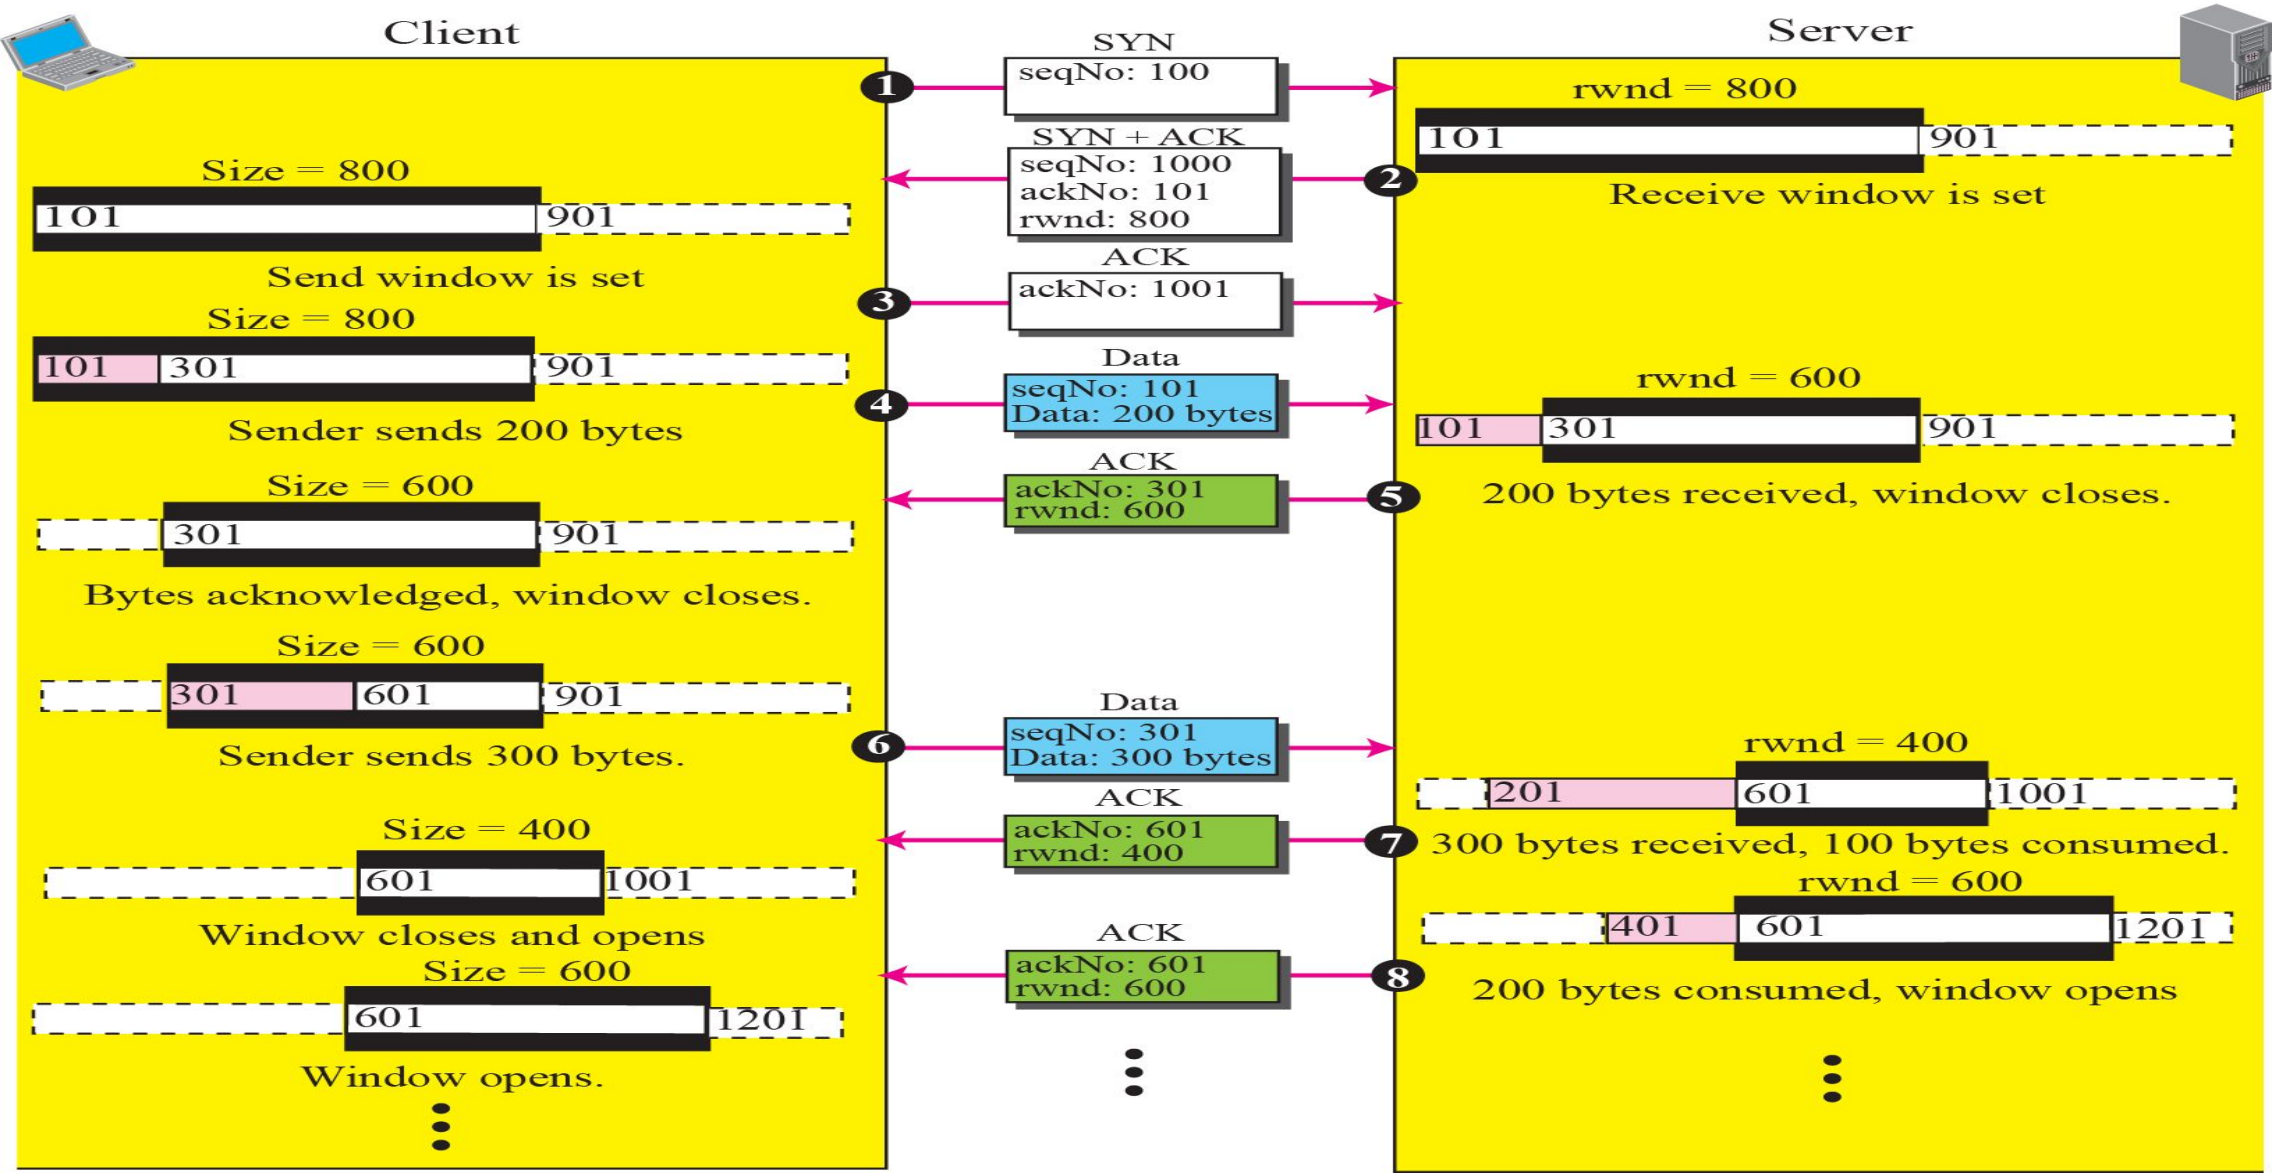 Client
Server
SYN
1
seqNo: 100
rwnd = 800
101
901
Receive window is set
SYN + ACK
seqNo: 1000
ackNo: 101
rwnd: 800
2
Size = 800
101
901
Send window is set
ACK
3
ackNo: 1001
Size = 800
101
301
901
Sender sends 200 bytes
Data
4
seqNo: 101
Data: 200 bytes
rwnd = 600
101
301
901
200 bytes received, window closes.
ACK
ackNo: 301
rwnd: 600
5
Size = 600
301
901
Bytes acknowledged, window closes.
Size = 600
301
601
901
Sender sends 300 bytes.
Data
6
seqNo: 301
Data: 300 bytes
rwnd = 400
201
601
1001
300 bytes received, 100 bytes consumed.
ACK
ackNo: 601
rwnd: 400
7
Size = 400
601
1001
Window closes and opens
rwnd = 600
401
601
1201
200 bytes consumed, window opens
ACK
ackNo: 601
rwnd: 600
8
Size = 600
601
1201
Window opens.